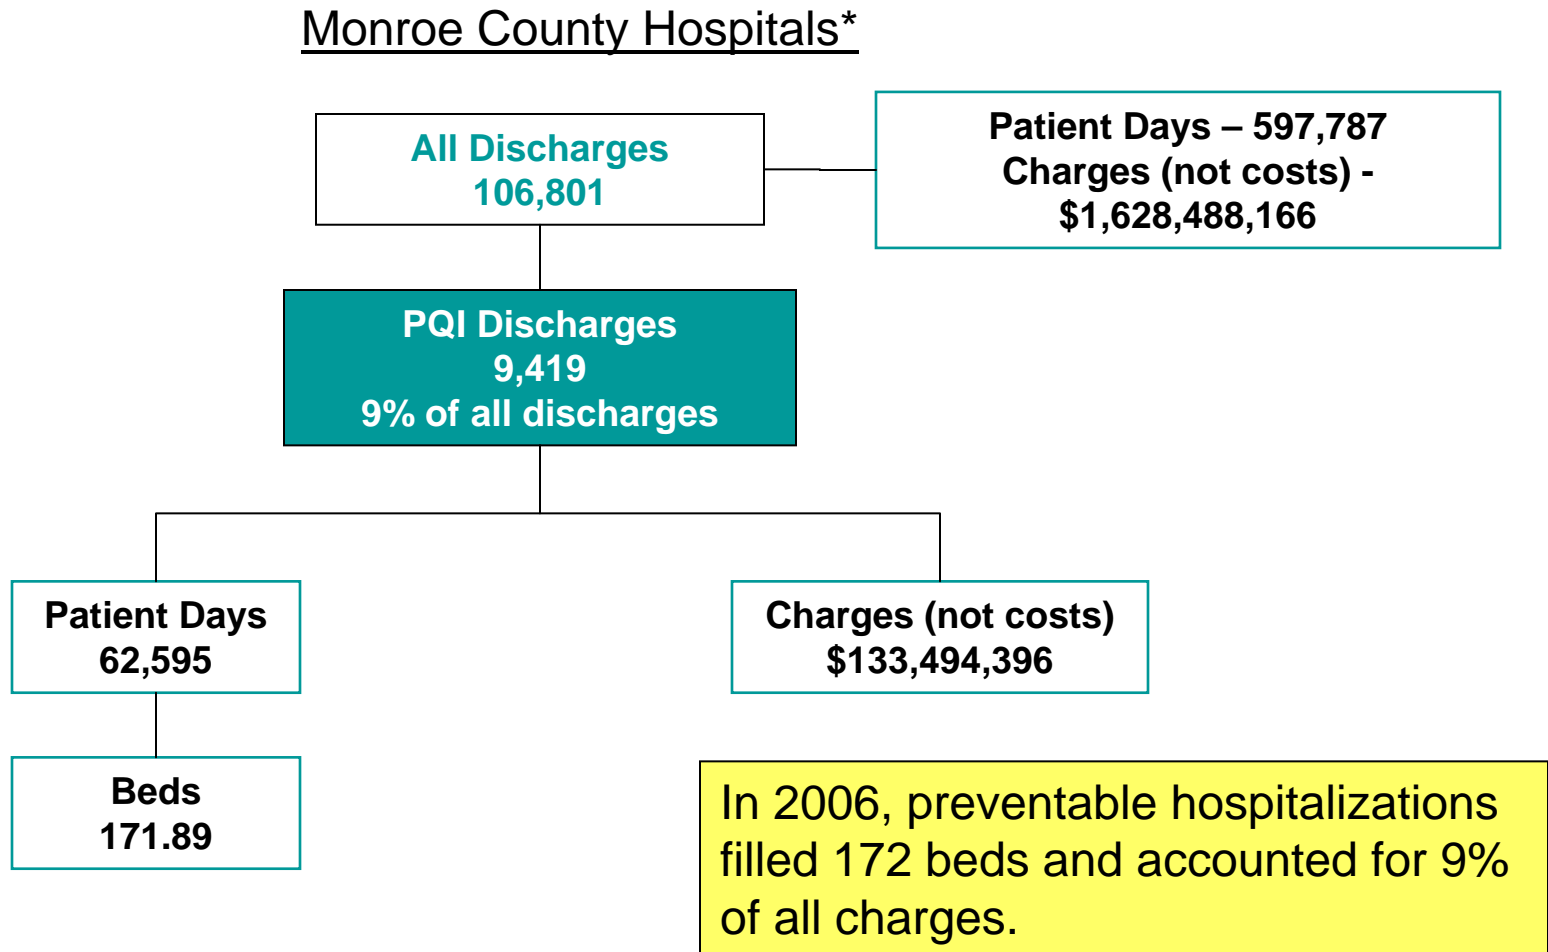 Monroe County Hospitals*
All Discharges
106,801
Patient Days – 597,787
Charges (not costs) -
$1,628,488,166
PQI Discharges
9,419
9% of all discharges
Patient Days
62,595
Charges (not costs)
$133,494,396
Beds
171.89
In 2006, preventable hospitalizations
filled 172 beds and accounted for 9%
of all charges.